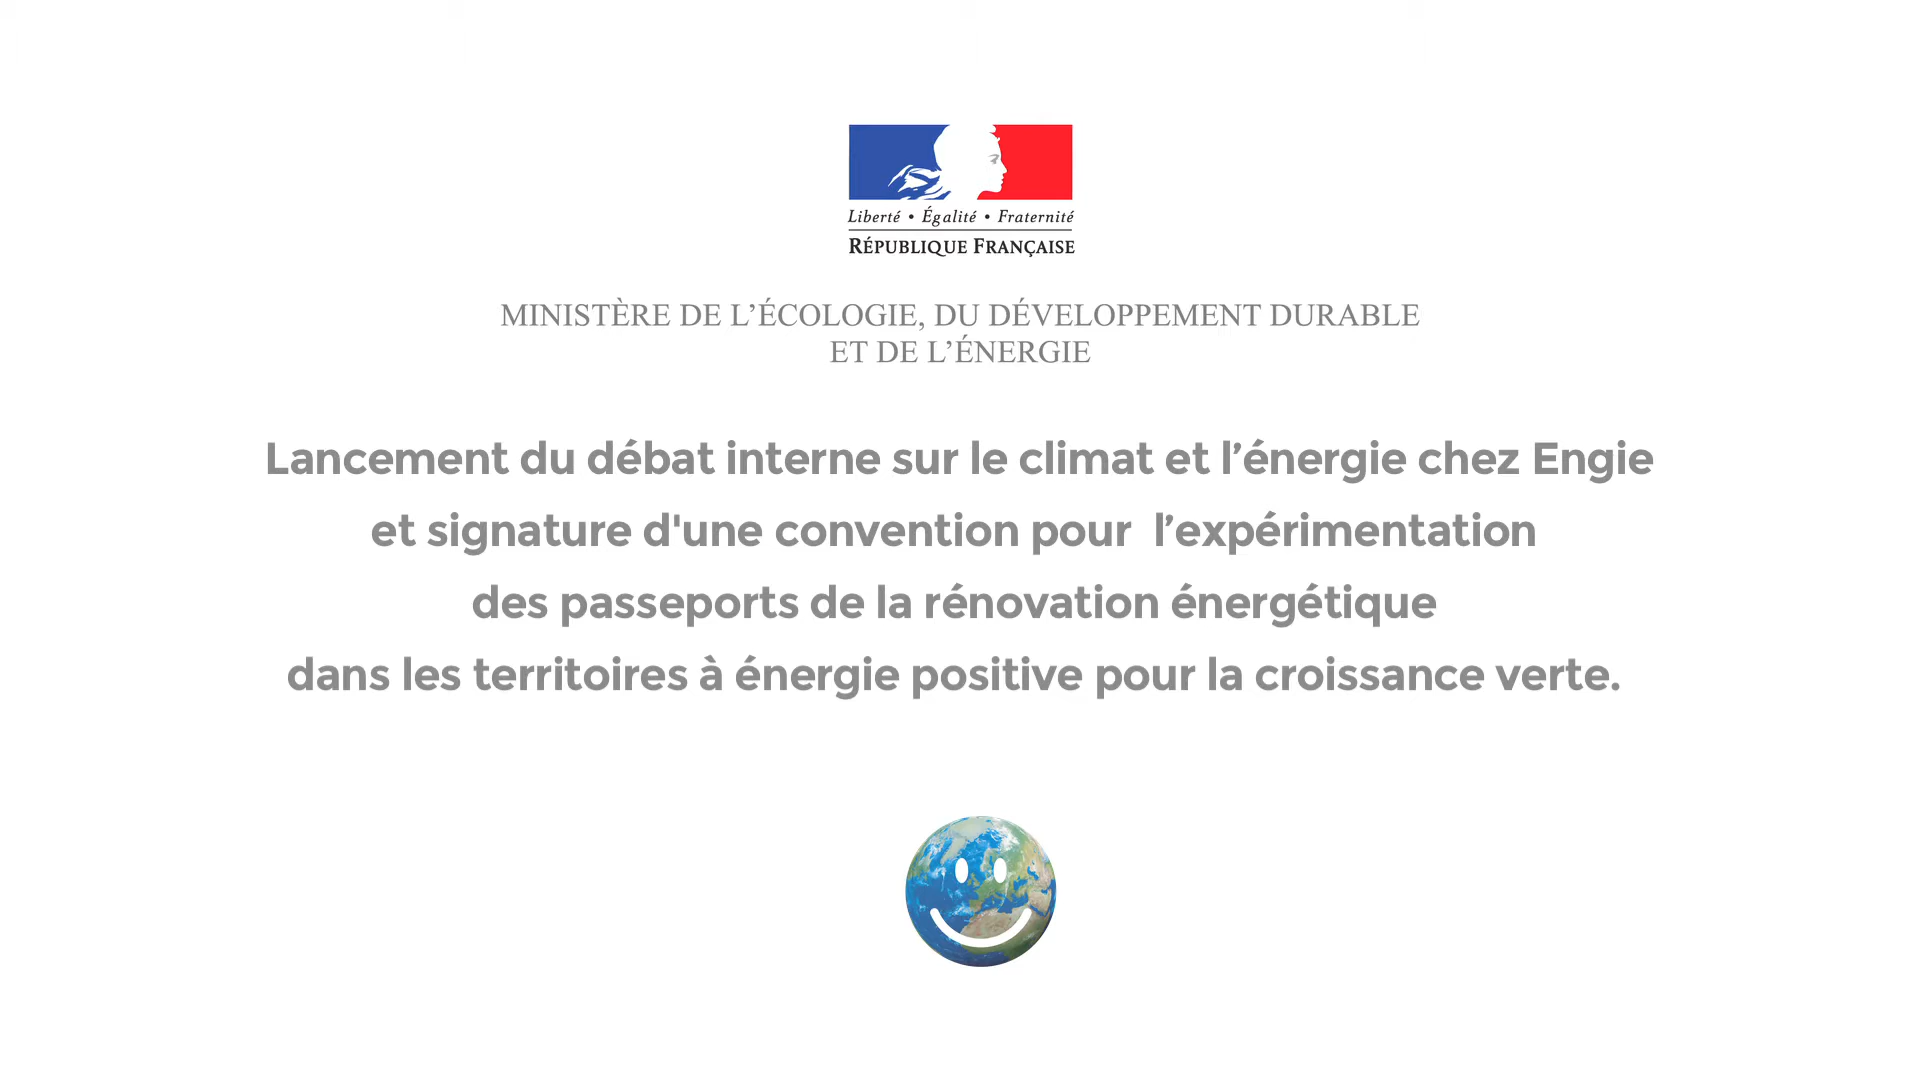 Liberté • Égalité • Fraternité
RÉPUBLIQUE FRANÇAISE
MINISTÈRE DE L’ÉCOLOGIE, DU DÉVELOPPEMENT DURABLE
ET DE L’ÉNERGIE
Lancement du débat interne sur le climat et l’énergie chez Engie
et signature d'une convention pour l’expérimentation
des passeports de la rénovation énergétique
dans les territoires à énergie positive pour la croissance verte.